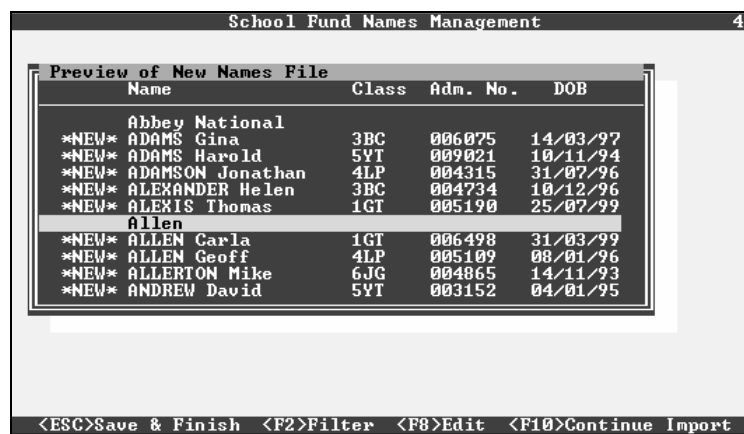 School Fund Names Management 4
Preview of New Names File
Name Class Adm. No. DOB
Abbey National
*NEW* ADAMS Gina 3BC 006075 14/03/97
*NEW* ADAMS Harold 5YT 009021 10/11/94
*NEW* ADAMSON Jonathan 4LP 004315 31/07/96
*NEW* ALEXANDER Helen 3BC 004734 10/12/96
*NEW* ALEXIS Thomas 1GT 005190 25/07/99
Allen
*NEW* ALLEN Carla 1GT 006498 31/03/99
*NEW* ALLEN Geoff 4LP 005109 08/01/96
*NEW* ALLERTON Mike 6JG 004865 14/11/93
*NEW* ANDREW David 5YT 003152 04/01/95
<ESC>Save & Finish <F2>Filter <F8>Edit <F10>Continue Import